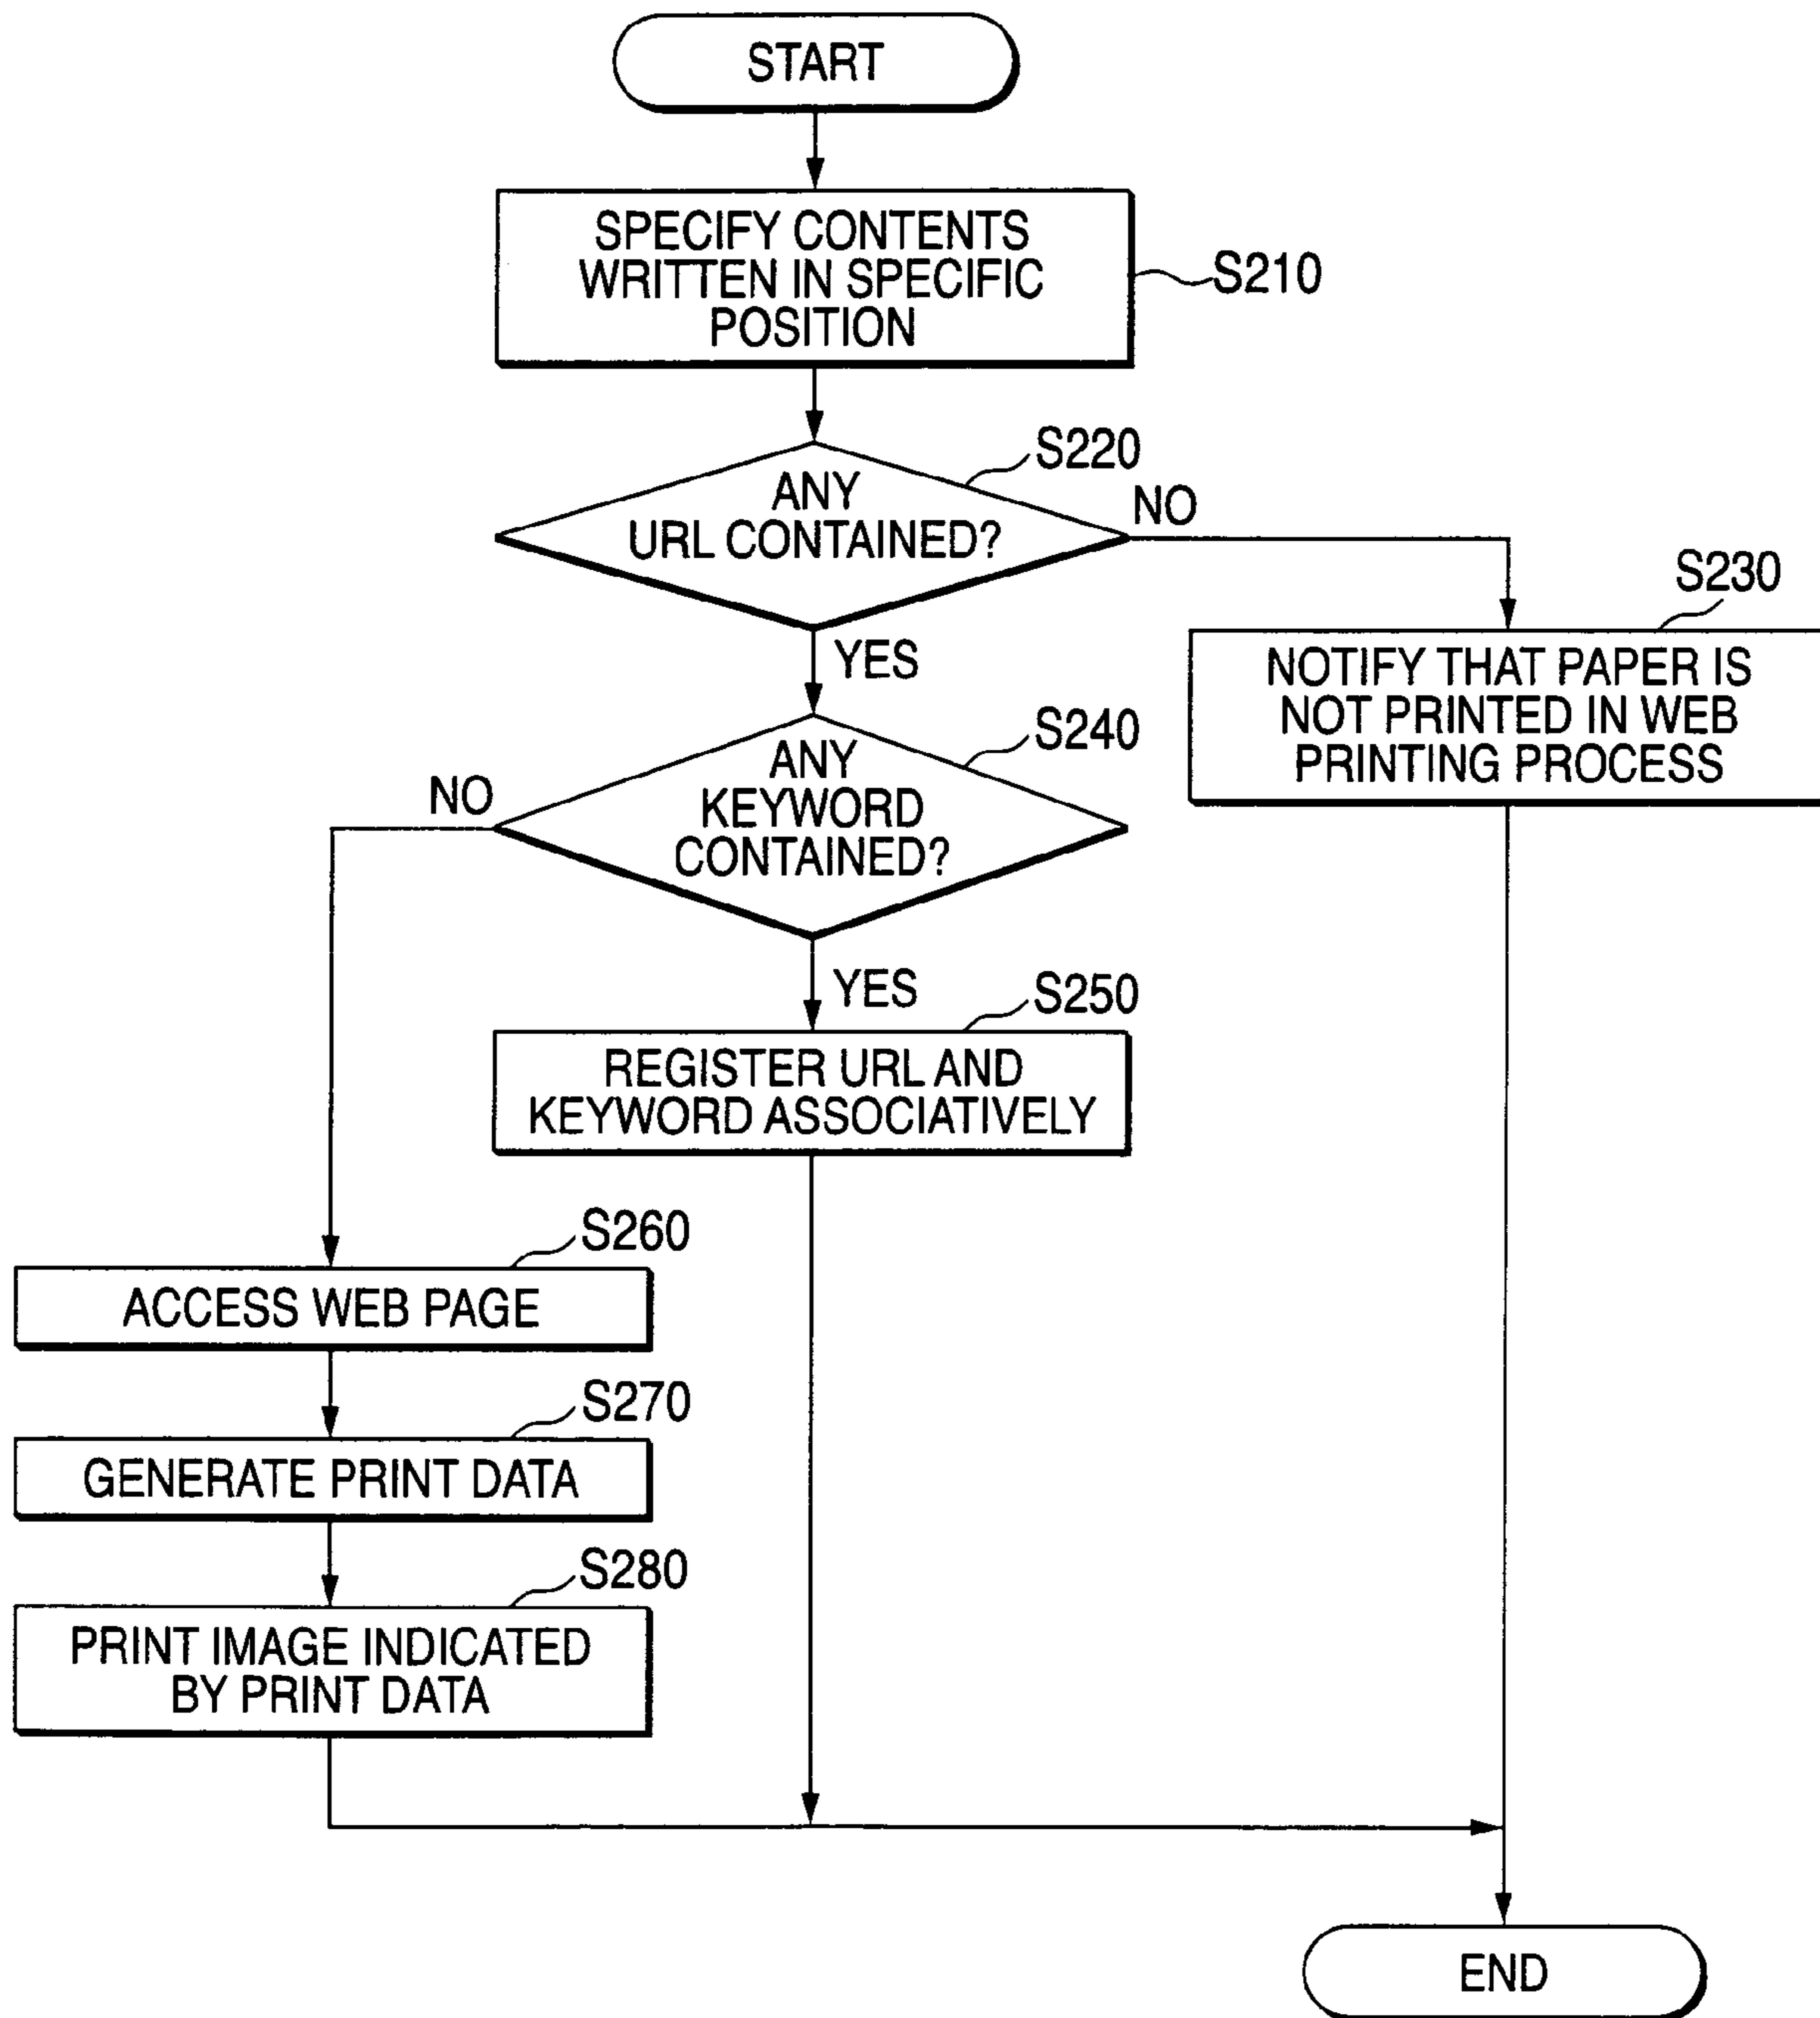 START
SPECIFY CONTENTS
WRITTEN IN SPECIFIC
POSITION
S210
S220
ANY
URL CONTAINED?
NO
YES
S230
NOTIFY THAT PAPER IS
NOT PRINTED IN WEB
PRINTING PROCESS
S240
ANY
KEYWORD
CONTAINED?
NO
YES
S250
REGISTER URL AND
KEYWORD ASSOCIATIVELY
S260
ACCESS WEB PAGE
S270
GENERATE PRINT DATA
S280
PRINT IMAGE INDICATED
BY PRINT DATA
END